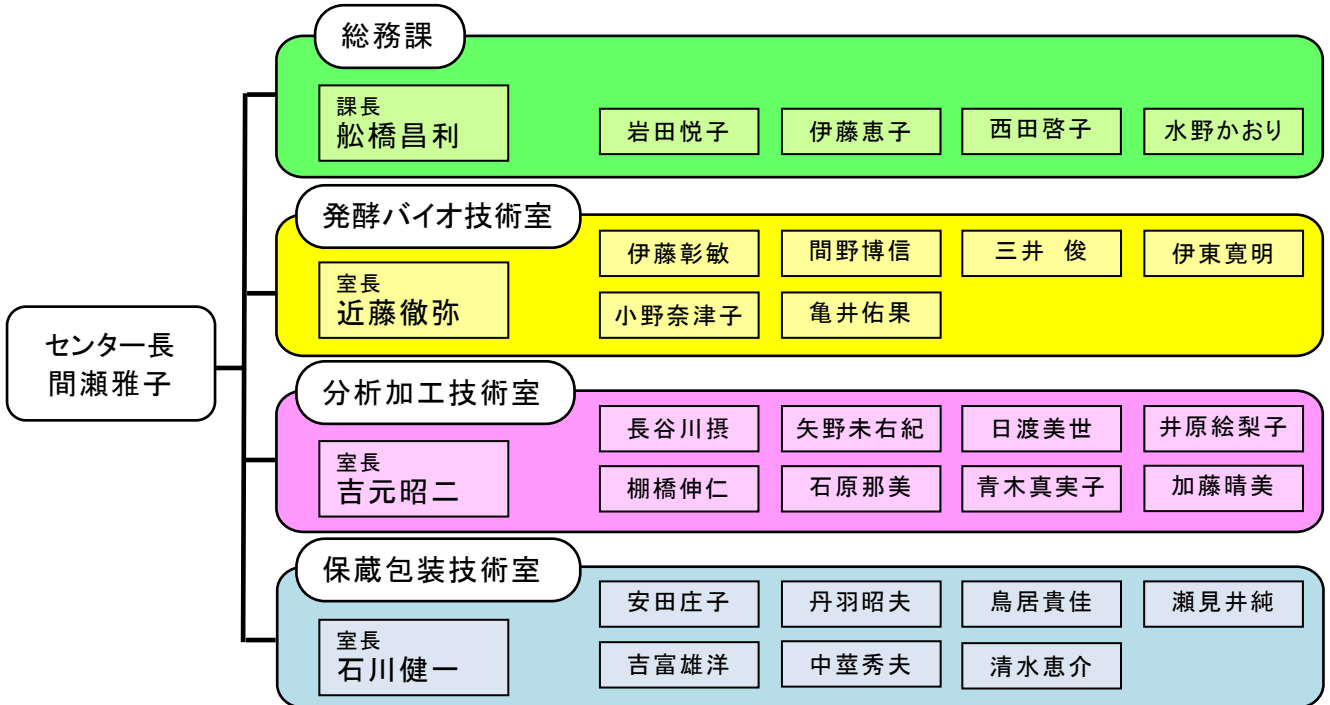 総務課
課長
舩橋昌利
岩田悦子
伊藤恵子
西田啓子
水野かおり
発酵バイオ技術室
室長
近藤徹弥
伊藤彰敏
間野博信
三井 俊
伊東寛明
小野奈津子
亀井佑果
センター長
間瀬雅子
分析加工技術室
室長
吉元昭二
長谷川摂
矢野未右紀
日渡美世
井原絵梨子
棚橋伸仁
石原那美
青木真実子
加藤晴美
保蔵包装技術室
室長
石川健一
安田庄子
丹羽昭夫
鳥居貴佳
瀬見井純
吉富雄洋
中莖秀夫
清水恵介